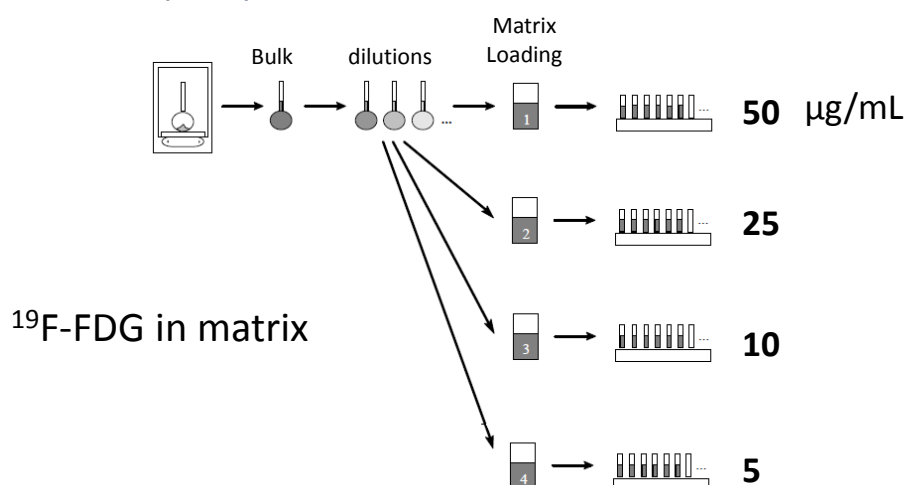 Matrix
Bulk dilutions Loading
... 1 ... 50 µg/mL
2 ... 25
¹⁹F-FDG in matrix
3 ... 10
4 ... 5